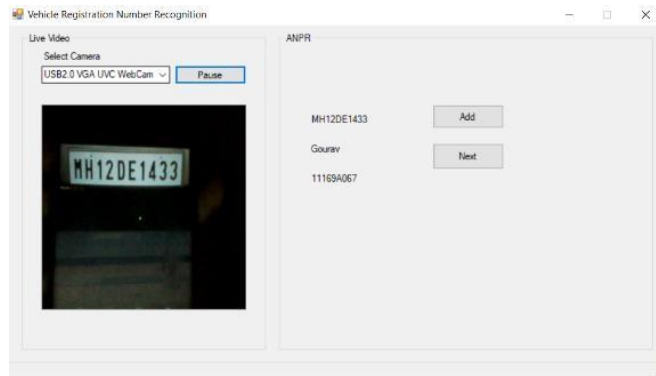 Vehicle Registration Number Recognition
Live Video
Select Camera
USB2.0 VGA UVC WebCam
Pause
MH12DE1433
ANPR
MH12DE1433
Add
Gourav
Next
11169A067